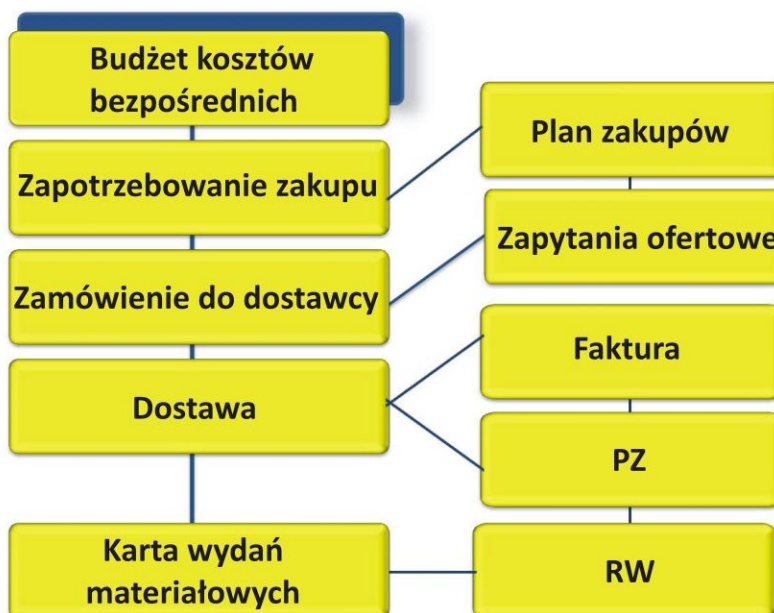 Budżet kosztów
bezpośrednich
Zapotrzebowanie zakupu
Zamówienie do dostawcy
Dostawa
Karta wydań
materiałowych
Plan zakupów
Zapytania ofertowe
Faktura
PZ
RW